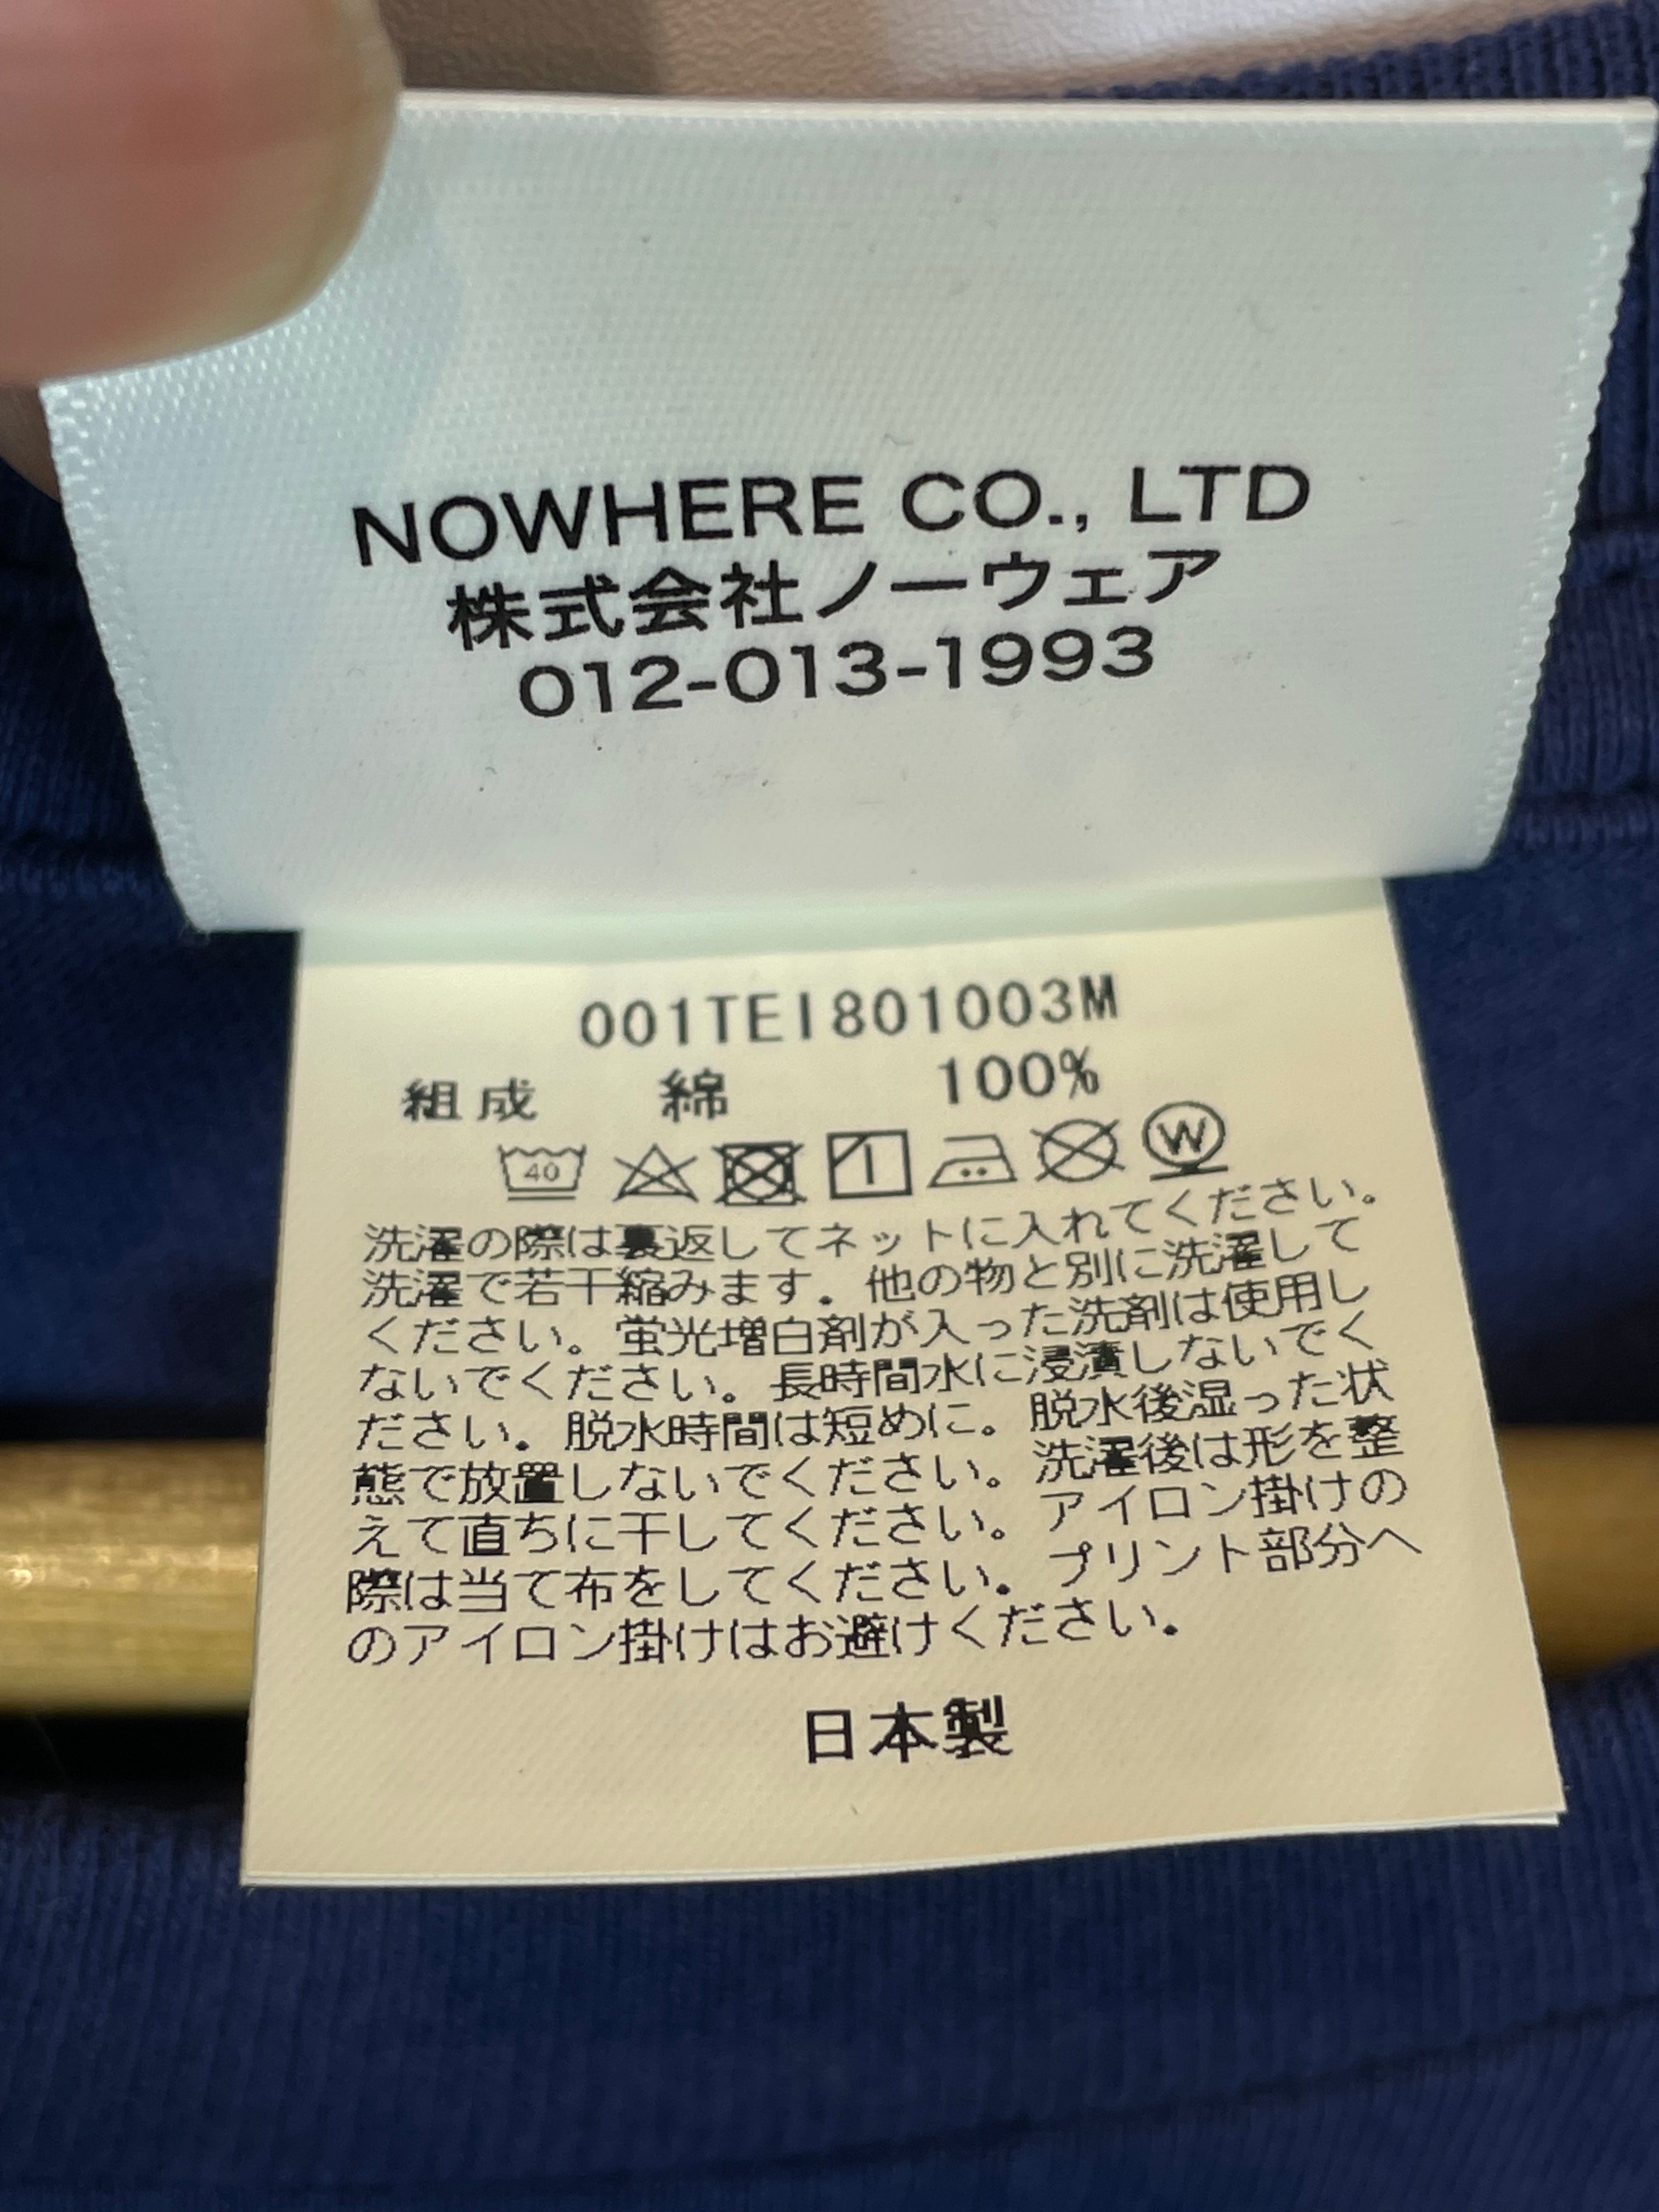 NOWHERE CO., LTD
株式会社ノーウェア
012-013-1993
001TEI801003M
組成 綿 100%
40 W
洗濯の際は裏返してネットに入れてください。
洗濯で若干縮みます。他の物と別に洗濯して
ください。蛍光増白剤が入った洗剤は使用し
ないでください。長時間水に浸漬しないでく
ださい。脱水時間は短めに。脱水後湿った状
態で放置しないでください。洗濯後は形を整
えて直ちに干してください。アイロン掛けの
際は当て布をしてください。プリント部分へ
のアイロン掛けはお避けください。
日本製